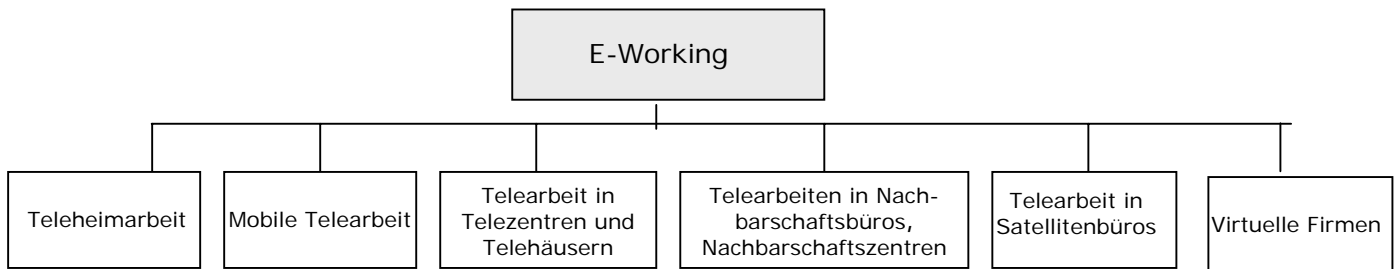 E-Working
Teleheimarbeit
Mobile Telearbeit
Telearbeit in
Telezentren und
Telehäusern
Telearbeiten in Nach-
barschaftsbüros,
Nachbarschaftszentren
Telearbeit in
Satellitenbüros
Virtuelle Firmen